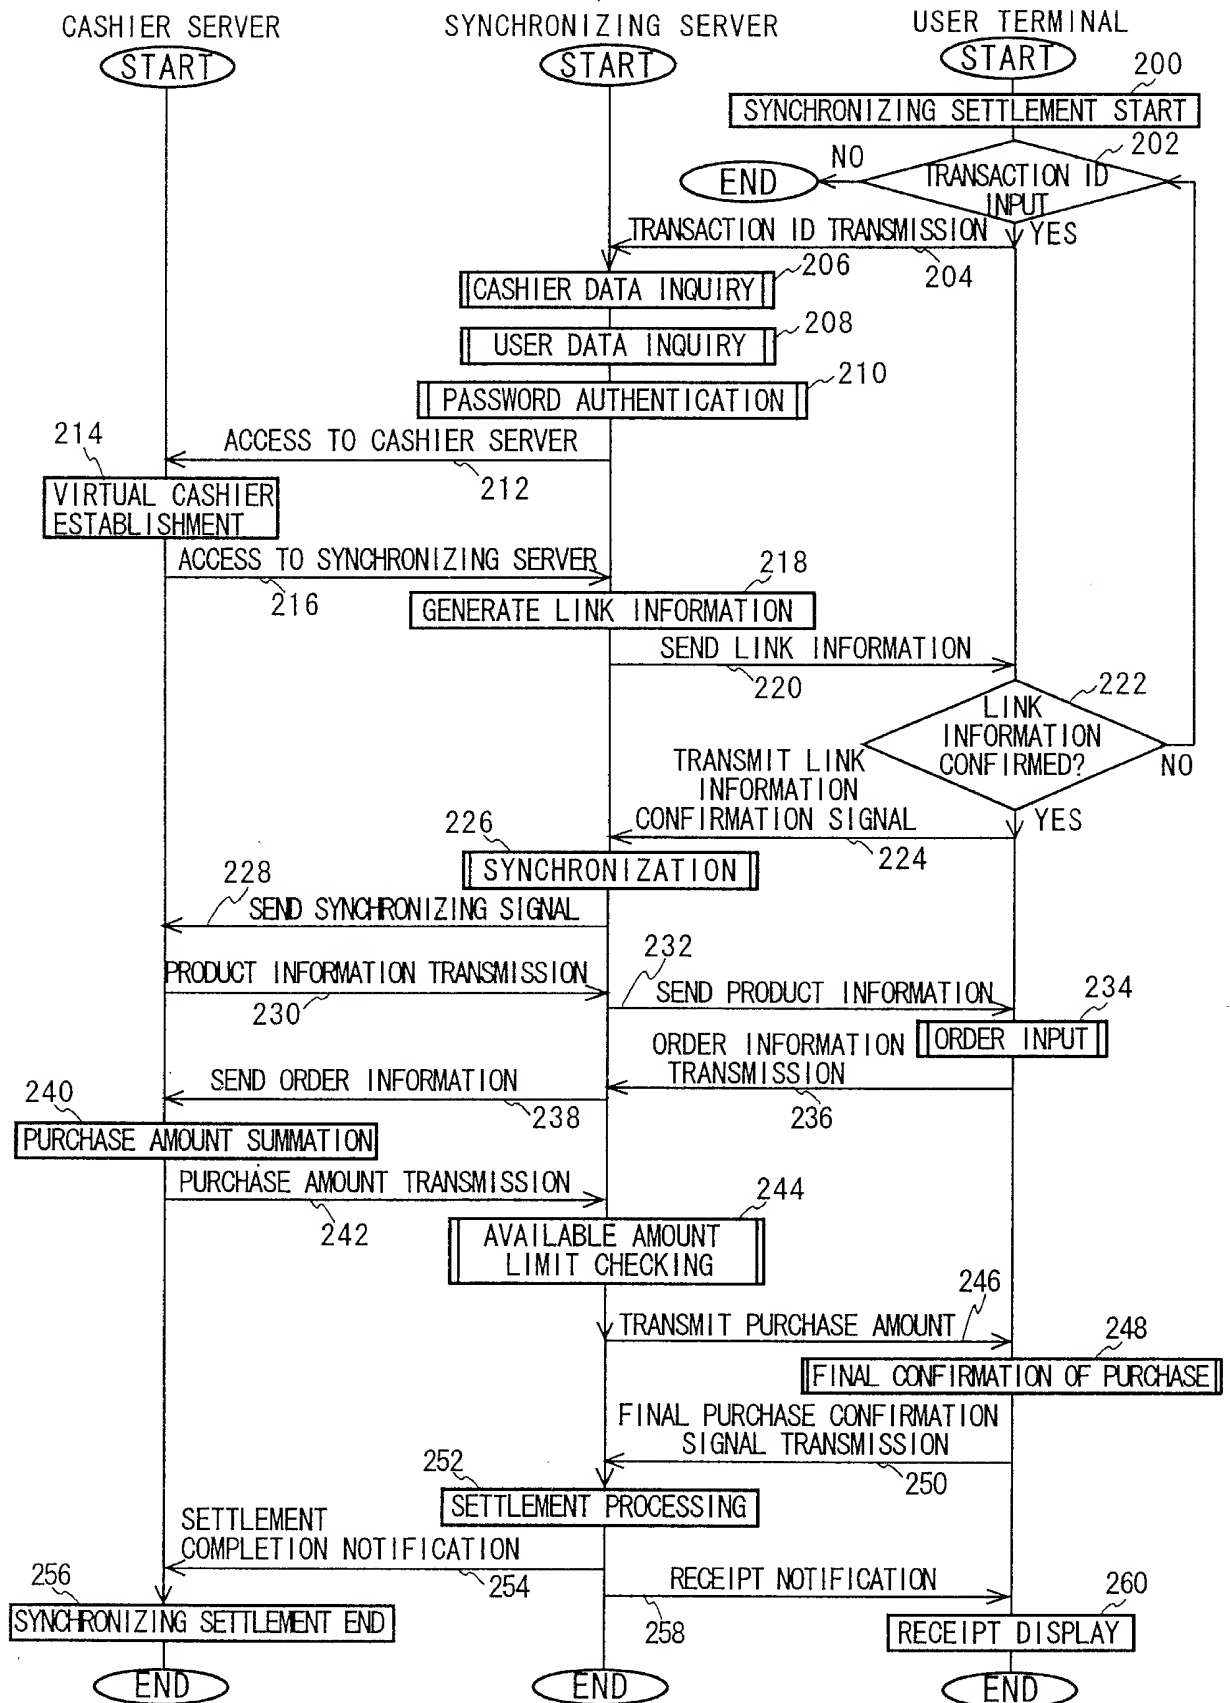 CASHIER SERVER
SYNCHRONIZING SERVER
USER TERMINAL
START
START
START
200
SYNCHRONIZING SETTLEMENT START
202
NO
END
TRANSACTION ID
INPUT
YES
TRANSACTION ID TRANSMISSION
204
206
CASHIER DATA INQUIRY
208
USER DATA INQUIRY
210
PASSWORD AUTHENTICATION
214
ACCESS TO CASHIER SERVER
212
VIRTUAL CASHIER
ESTABLISHMENT
ACCESS TO SYNCHRONIZING SERVER
216
218
GENERATE LINK INFORMATION
SEND LINK INFORMATION
220
222
LINK
INFORMATION
CONFIRMED?
NO
TRANSMIT LINK
INFORMATION
CONFIRMATION SIGNAL
YES
224
226
SYNCHRONIZATION
228
SEND SYNCHRONIZING SIGNAL
PRODUCT INFORMATION TRANSMISSION
230
232
SEND PRODUCT INFORMATION
234
ORDER INPUT
ORDER INFORMATION
TRANSMISSION
236
SEND ORDER INFORMATION
238
240
PURCHASE AMOUNT SUMMATION
PURCHASE AMOUNT TRANSMISSION
242
244
AVAILABLE AMOUNT
LIMIT CHECKING
246
TRANSMIT PURCHASE AMOUNT
248
FINAL CONFIRMATION OF PURCHASE
FINAL PURCHASE CONFIRMATION
SIGNAL TRANSMISSION
250
252
SETTLEMENT PROCESSING
SETTLEMENT
COMPLETION NOTIFICATION
254
256
SYNCHRONIZING SETTLEMENT END
RECEIPT NOTIFICATION
258
260
RECEIPT DISPLAY
END
END
END